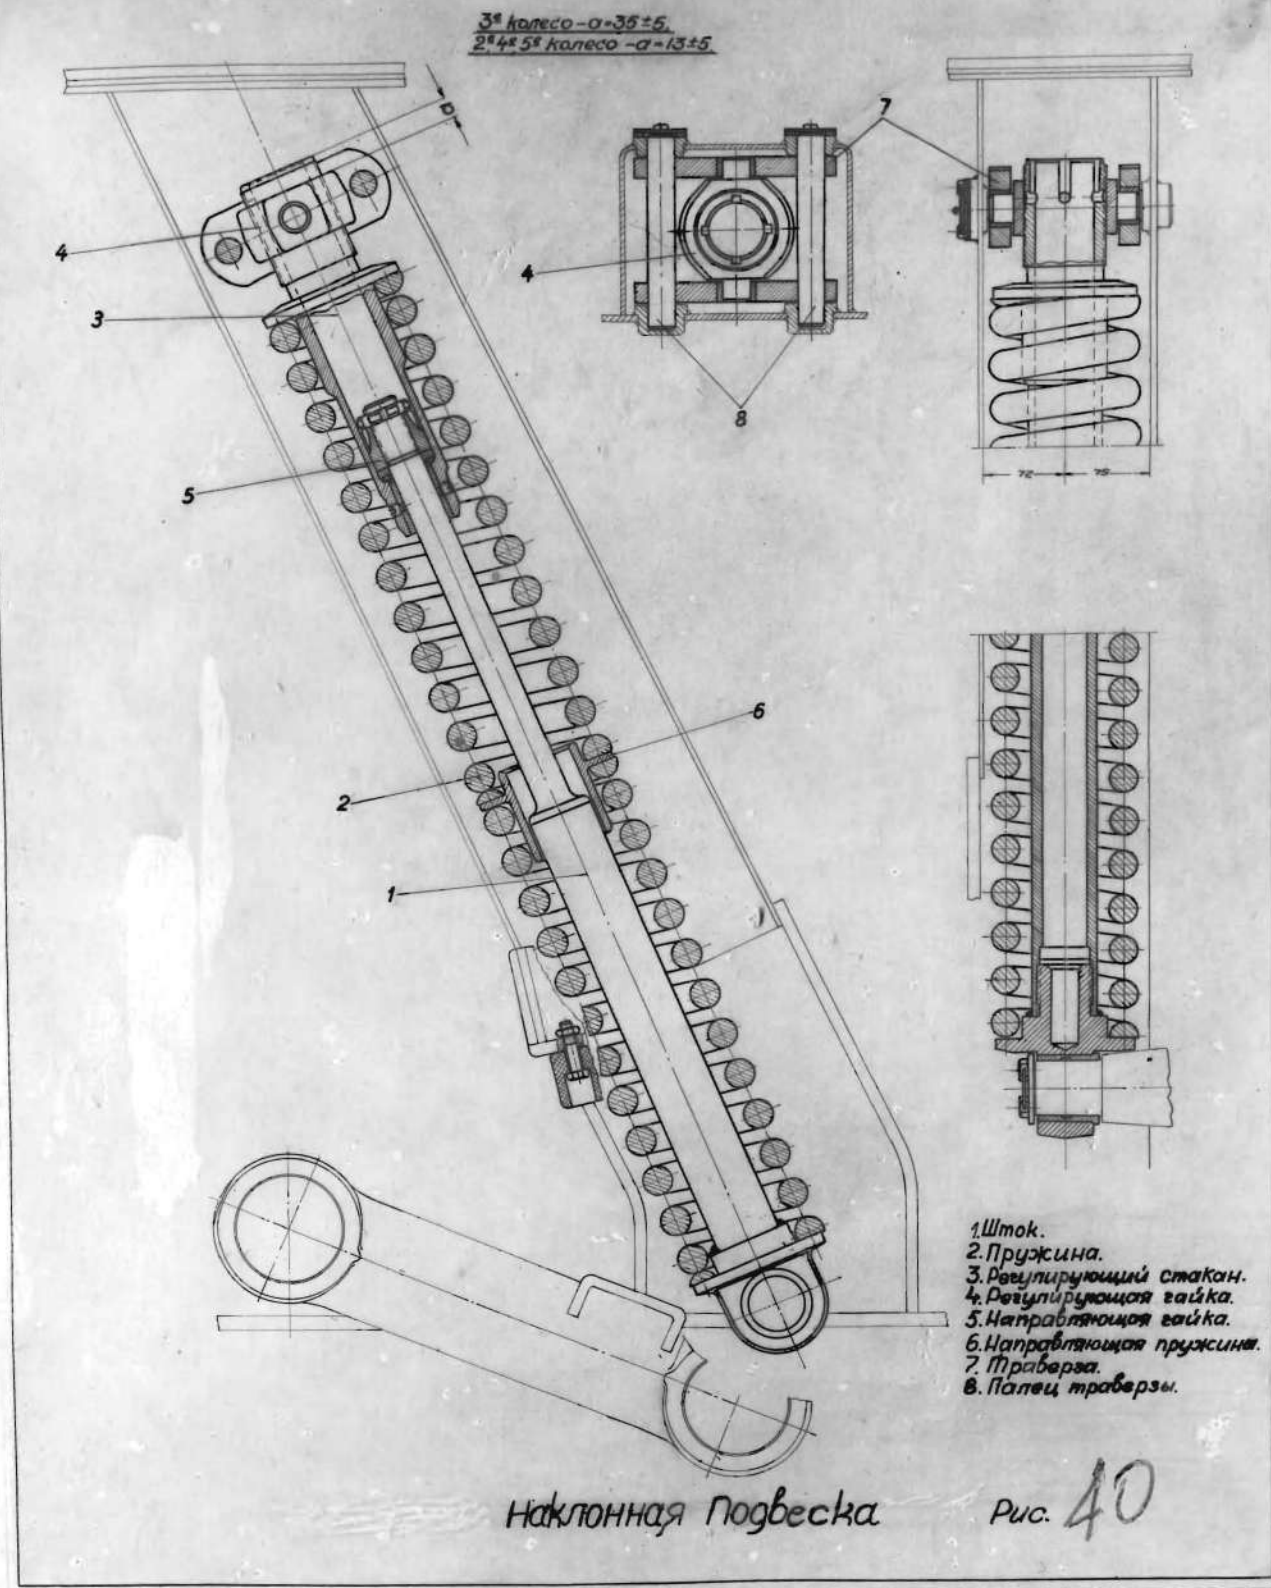 3е колесо-а=35±5.
2е 4е 5е колесо -а=13±5
а
7
4
4
3
8
5
72 75
6
2
1
1. Шток.
2. Пружина.
3. Регулирующий стакан.
4. Регулирующая гайка.
5. Направляющая гайка.
6. Направляющая пружина.
7. Траверза.
8. Палец траверзы.
Наклонная Подвеска Рис. 40